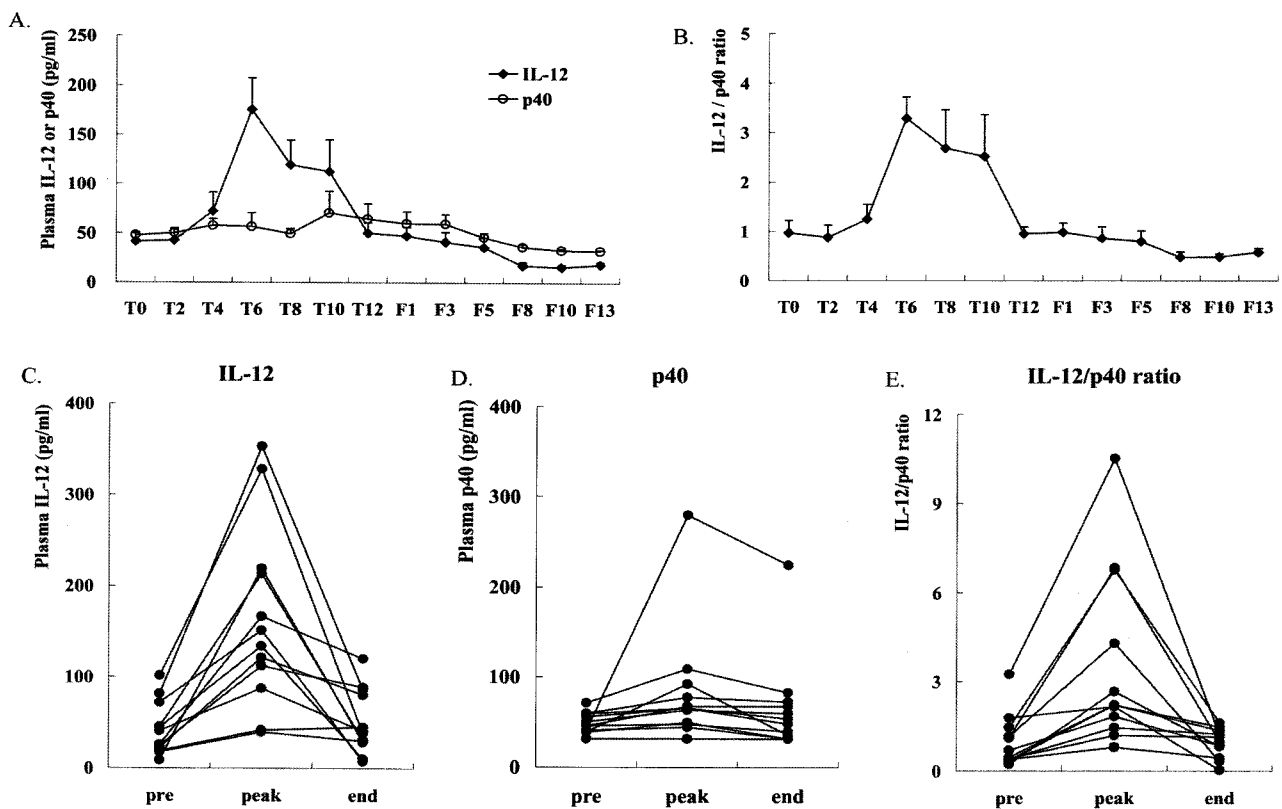 A.
Plasma IL-12 or p40 (pg/ml)
250
200
150
100
50
0
IL-12
p40
T0 T2 T4 T6 T8 T10 T12 F1 F3 F5 F8 F10 F13
B.
IL-12 / p40 ratio
5
4
3
2
1
0
T0 T2 T4 T6 T8 T10 T12 F1 F3 F5 F8 F10 F13
C.
IL-12
Plasma IL-12 (pg/ml)
400
300
200
100
0
pre peak end
D.
p40
Plasma p40 (pg/ml)
400
300
200
100
0
pre peak end
E.
IL-12/p40 ratio
IL-12/p40 ratio
12
9
6
3
0
pre peak end